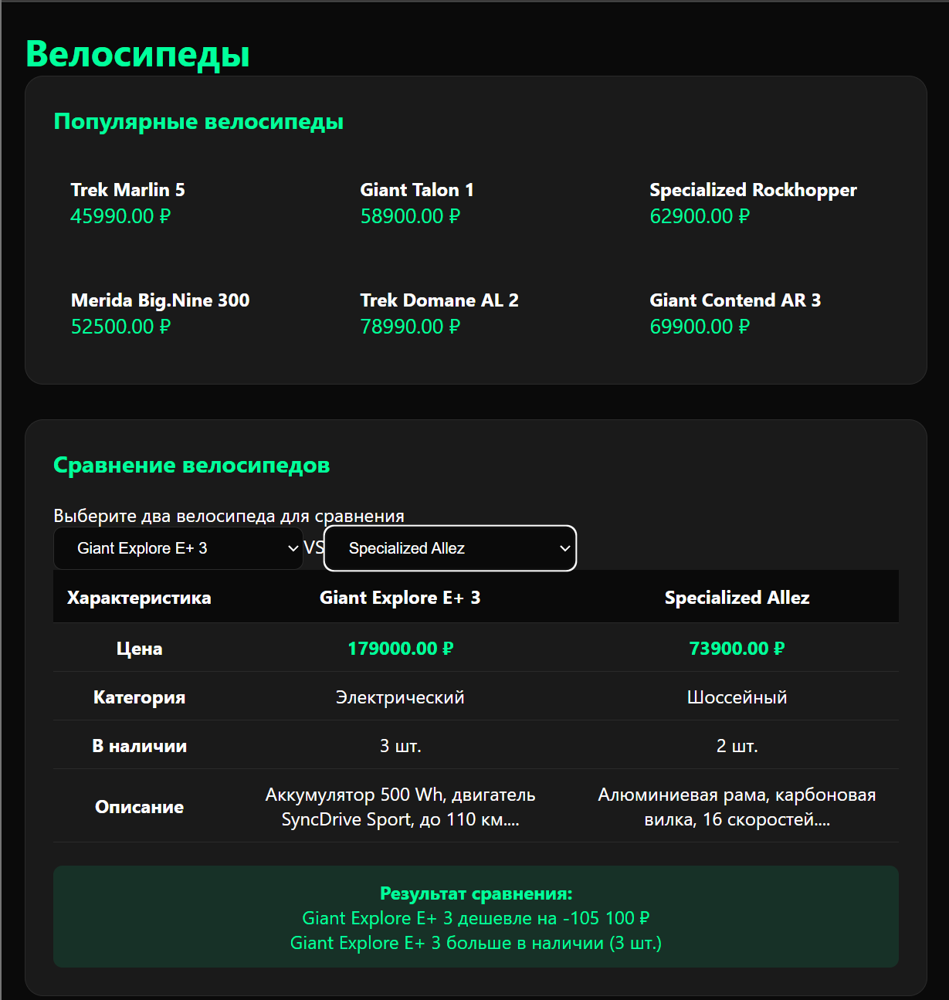 Велосипеды
Популярные велосипеды
Trek Marlin 5
45990.00 ₽
Giant Talon 1
58900.00 ₽
Specialized Rockhopper
62900.00 ₽
Merida Big.Nine 300
52500.00 ₽
Trek Domane AL 2
78990.00 ₽
Giant Contend AR 3
69900.00 ₽
Сравнение велосипедов
Выберите два велосипеда для сравнения
Giant Explore E+ 3 VS Specialized Allez
Характеристика Giant Explore E+ 3 Specialized Allez
Цена 179000.00 ₽ 73900.00 ₽
Категория Электрический Шоссейный
В наличии 3 шт. 2 шт.
Описание
Аккумулятор 500 Wh, двигатель
SyncDrive Sport, до 110 км....
Алюминиевая рама, карбоновая
вилка, 16 скоростей....
Результат сравнения:
Giant Explore E+ 3 дешевле на -105 100 ₽
Giant Explore E+ 3 больше в наличии (3 шт.)